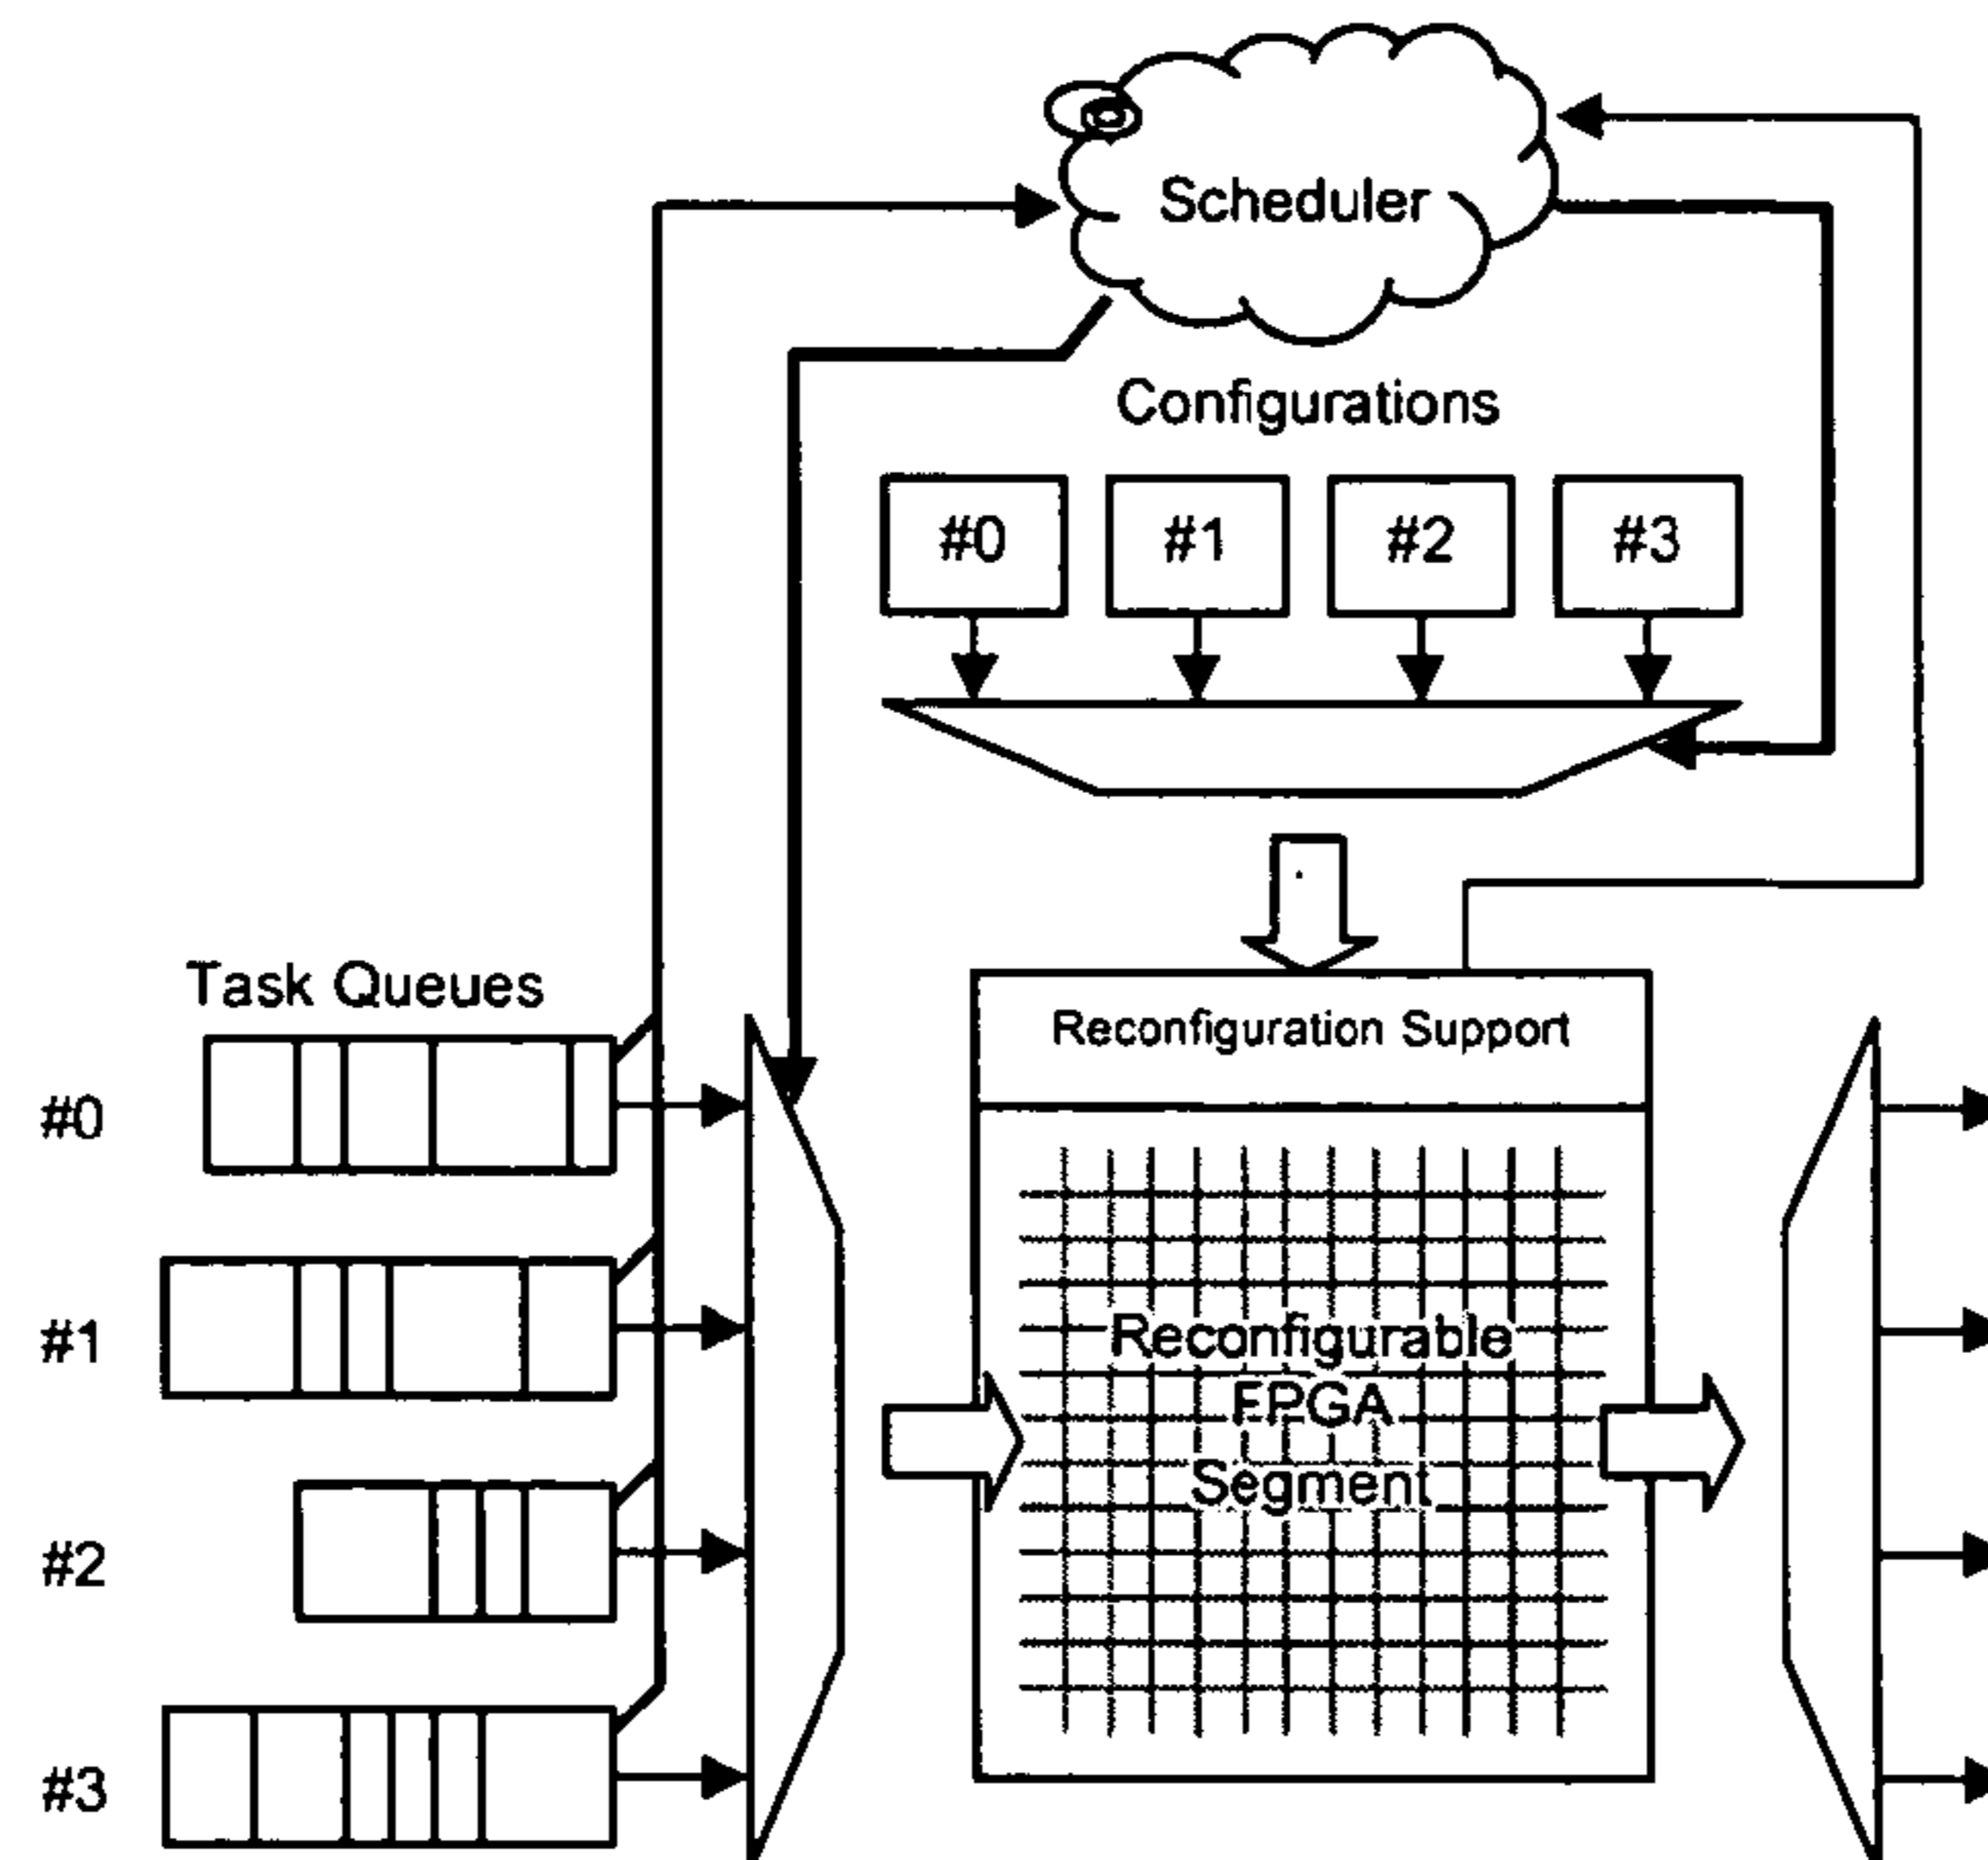 Scheduler
Configurations
#0 #1 #2 #3
Task Queues
Reconfiguration Support
#0
#1
Reconfigurable
FPGA
Segment
#2
#3